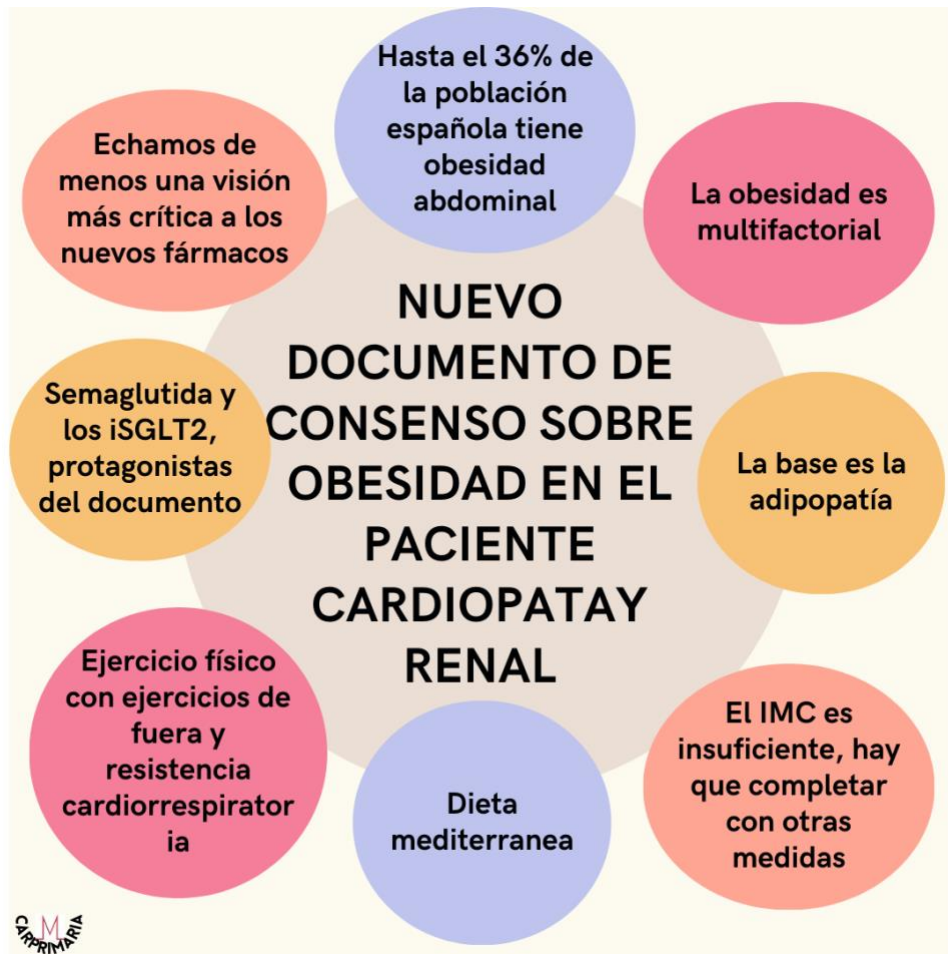 NUEVO
DOCUMENTO DE
CONSENSO SOBRE
OBESIDAD EN EL
PACIENTE
CARDIOPATAY
RENAL
Hasta el 36% de
la población
española tiene
obesidad
abdominal
La obesidad es
multifactorial
La base es la
adipopatía
El IMC es
insuficiente, hay
que completar
con otras
medidas
Dieta
mediterranea
Ejercicio físico
con ejercicios de
fuera y
resistencia
cardiorrespirator
ia
Semaglutida y
los iSGLT2,
protagonistas
del documento
Echamos de
menos una visión
más crítica a los
nuevos fármacos
M
CARPRIMARIA